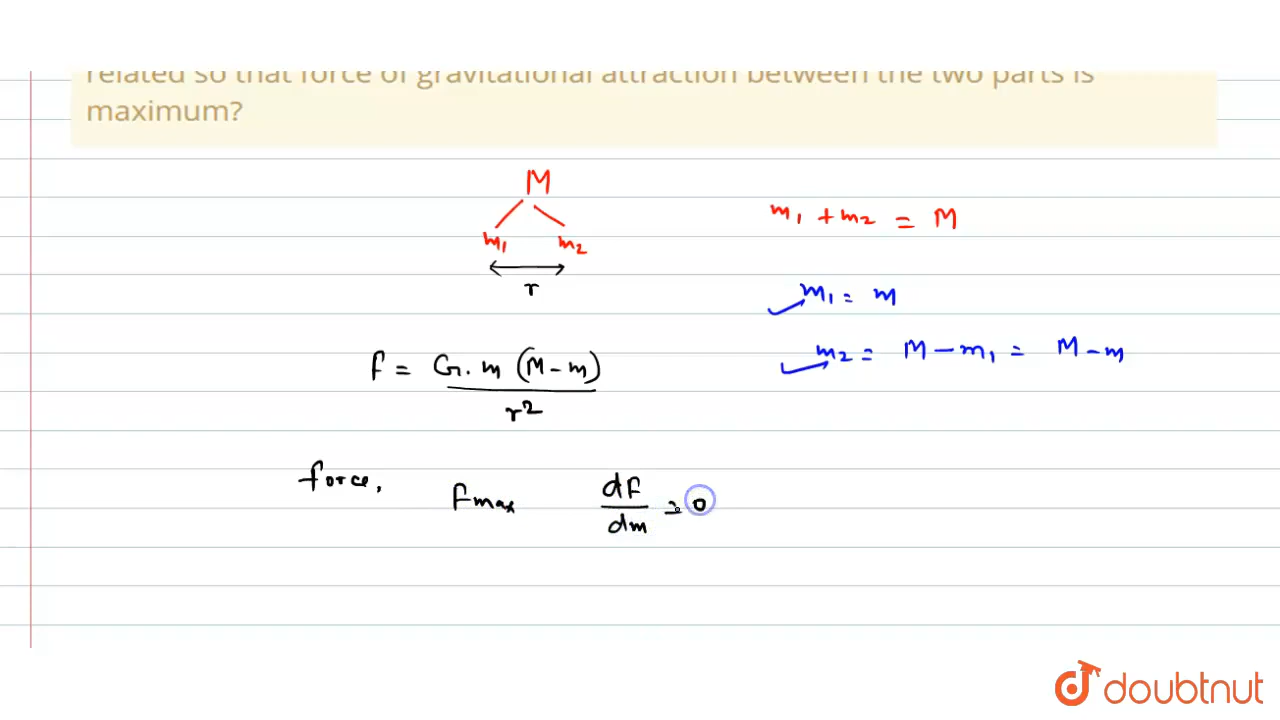 related so that force of gravitational attraction between the two parts is
maximum?
M
m1 m2
r
m1 + m2 = M
m1 = m
m2 = M - m1 = M - m
F = G. m (M - m)
r2
force, Fmax dF
dm = 0
doubtnut